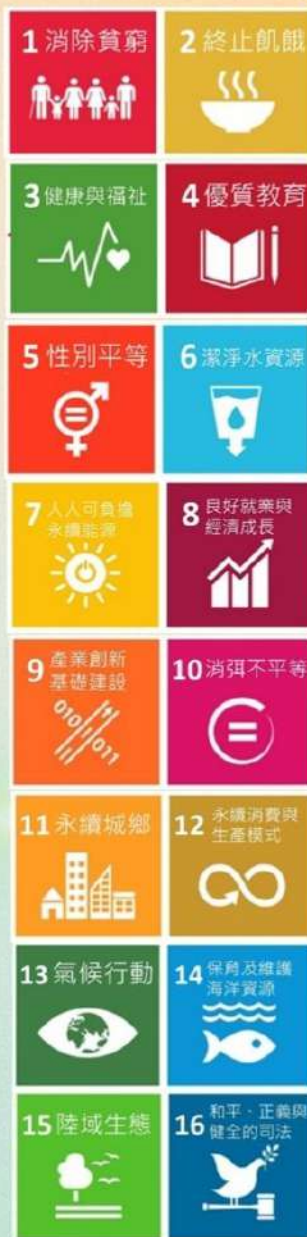 1 消除貧窮
2 終止飢餓
3 健康與福祉
4 優質教育
5 性別平等
6 潔淨水資源
7 人人可負擔
永續能源
8 良好就業與
經濟成長
9 產業創新
基礎建設
010
011
10 消弭不平等
11 永續城鄉
12 永續消費與
生產模式
13 氣候行動
14 保育及維護
海洋資源
15 陸域生態
16 和平、正義與
健全的司法